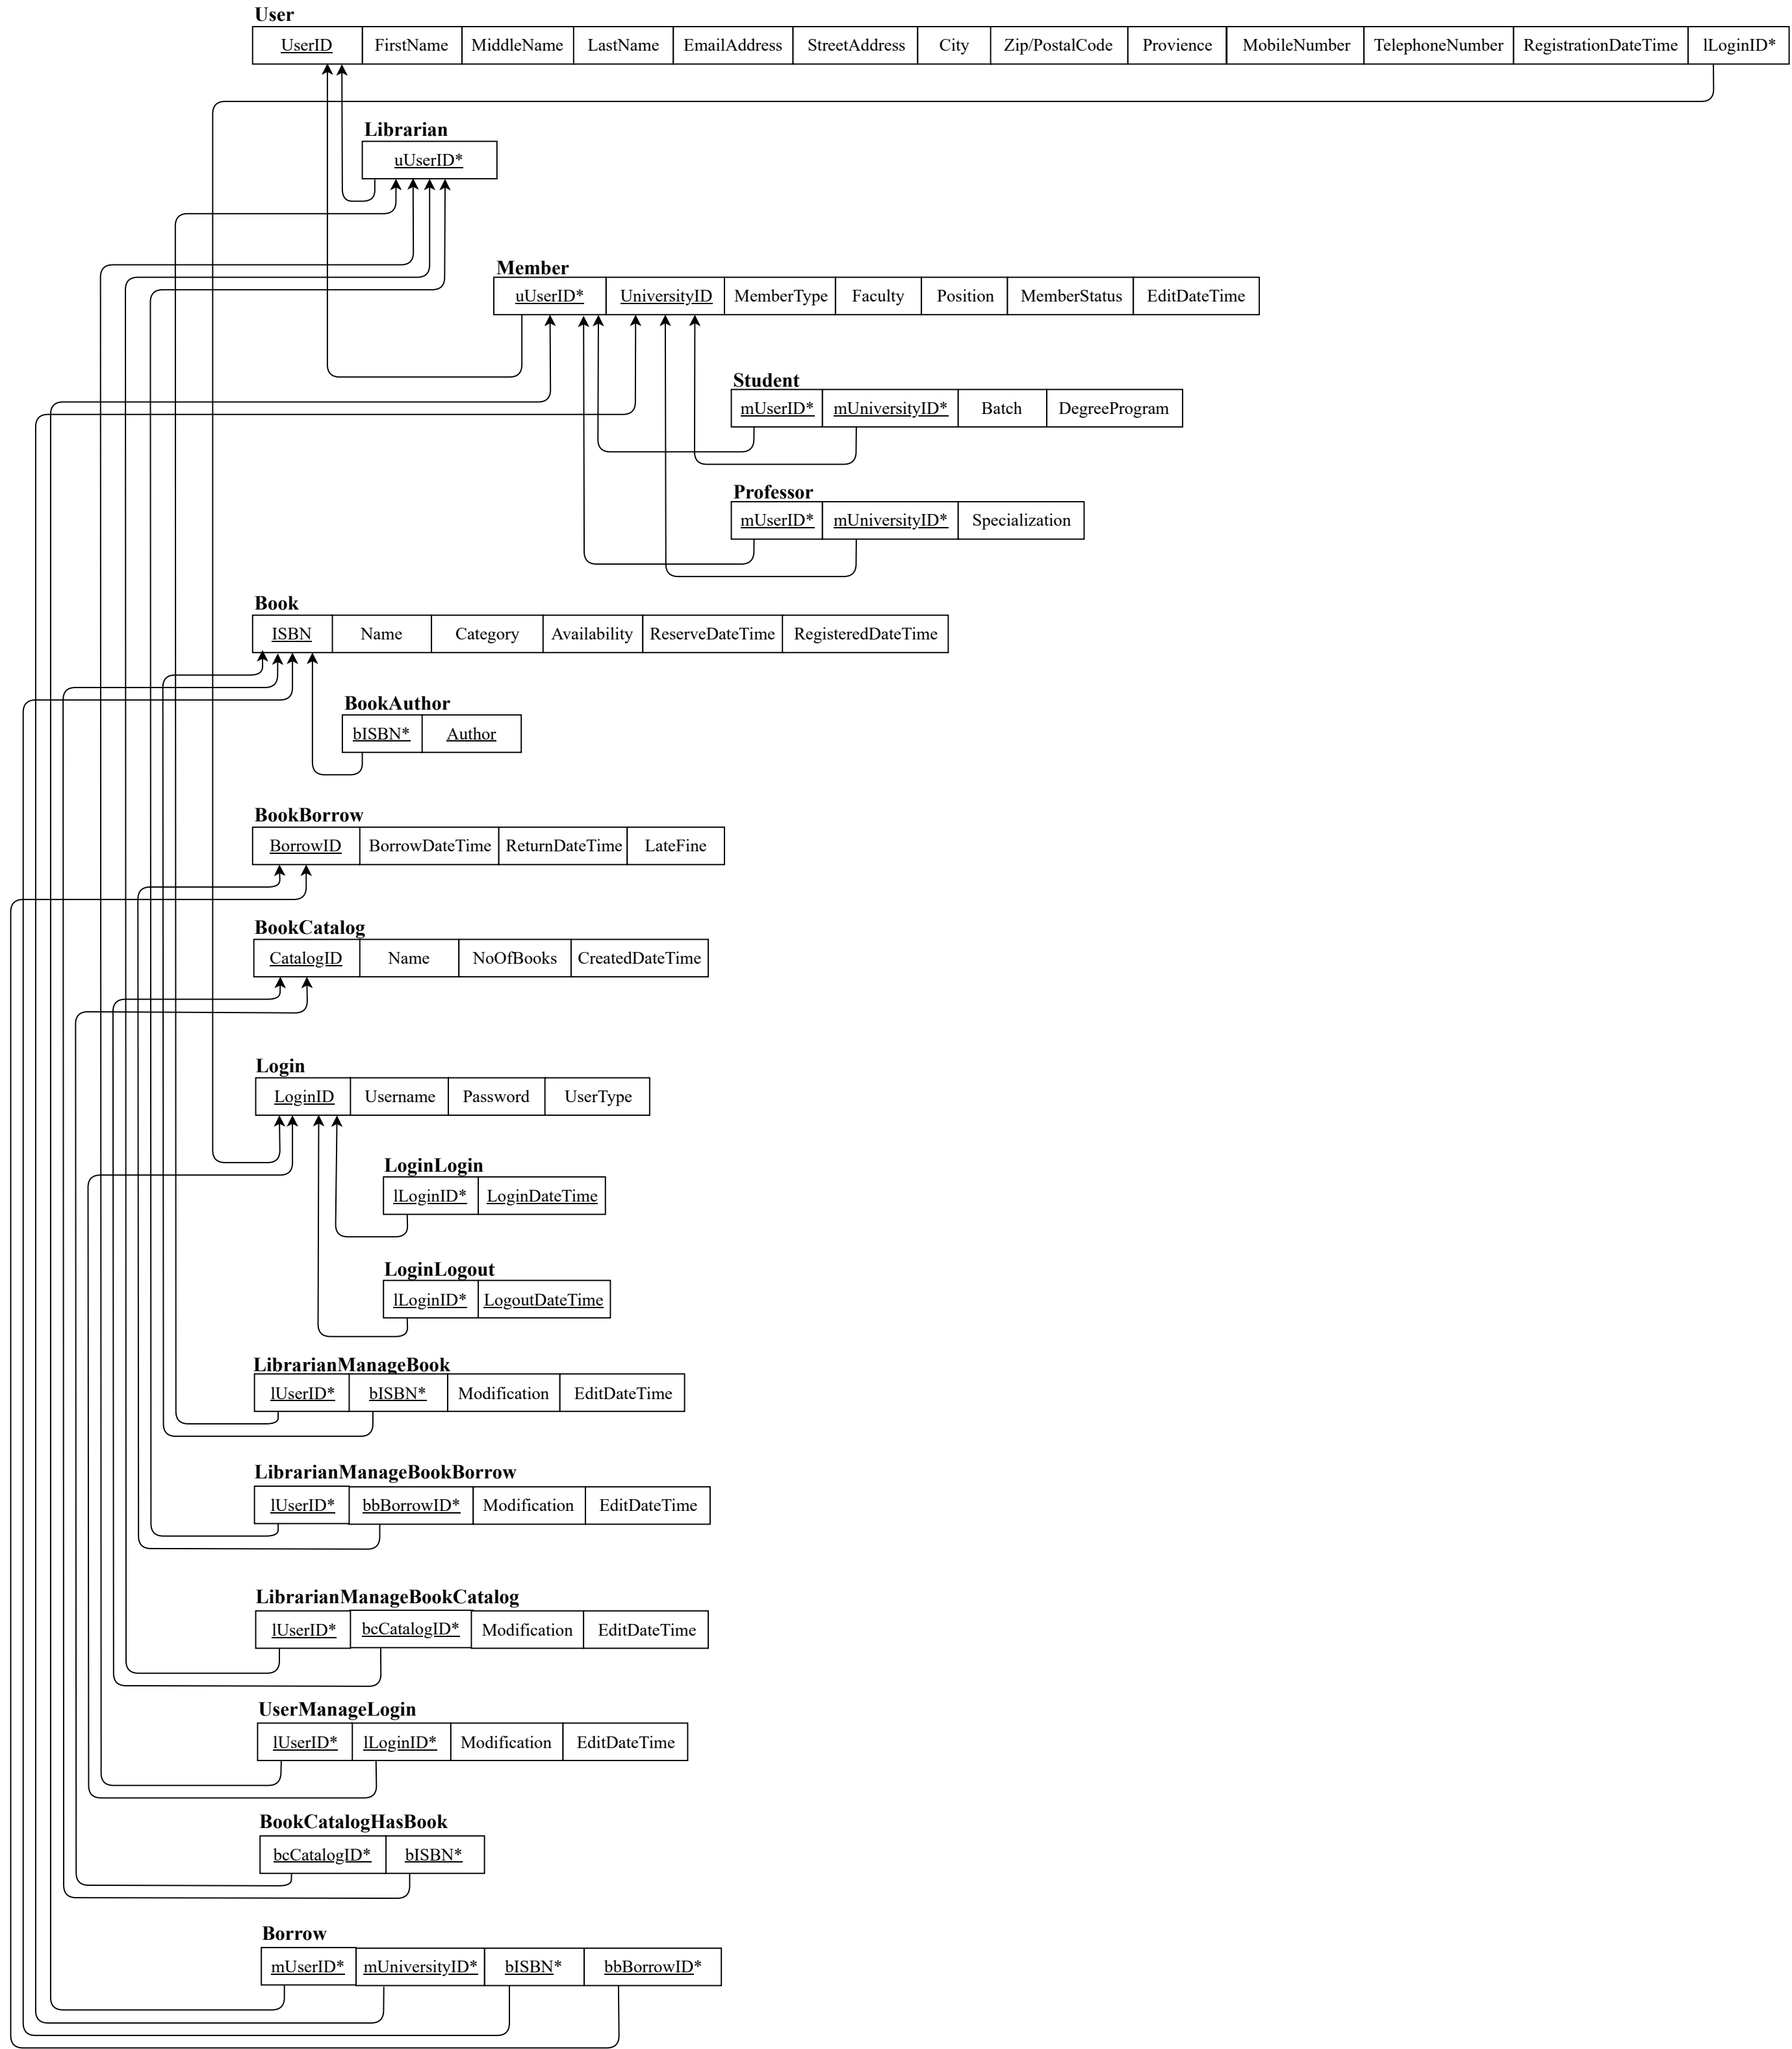 User
UserID FirstName MiddleName LastName EmailAddress StreetAddress City Zip/PostalCode Provience MobileNumber TelephoneNumber RegistrationDateTime lLoginID*
Librarian
uUserID*
Member
uUserID* UniversityID MemberType Faculty Position MemberStatus EditDateTime
Student
mUserID* mUniversityID* Batch DegreeProgram
Professor
mUserID* mUniversityID* Specialization
Book
ISBN Name Category Availability ReserveDateTime RegisteredDateTime
BookAuthor
bISBN* Author
BookBorrow
BorrowID BorrowDateTime ReturnDateTime LateFine
BookCatalog
CatalogID Name NoOfBooks CreatedDateTime
Login
LoginID Username Password UserType
LoginLogin
lLoginID* LoginDateTime
LoginLogout
lLoginID* LogoutDateTime
LibrarianManageBook
lUserID* bISBN* Modification EditDateTime
LibrarianManageBookBorrow
lUserID* bbBorrowID* Modification EditDateTime
LibrarianManageBookCatalog
lUserID* bcCatalogID* Modification EditDateTime
UserManageLogin
lUserID* lLoginID* Modification EditDateTime
BookCatalogHasBook
bcCatalogID* bISBN*
Borrow
mUserID* mUniversityID* bISBN* bbBorrowID*